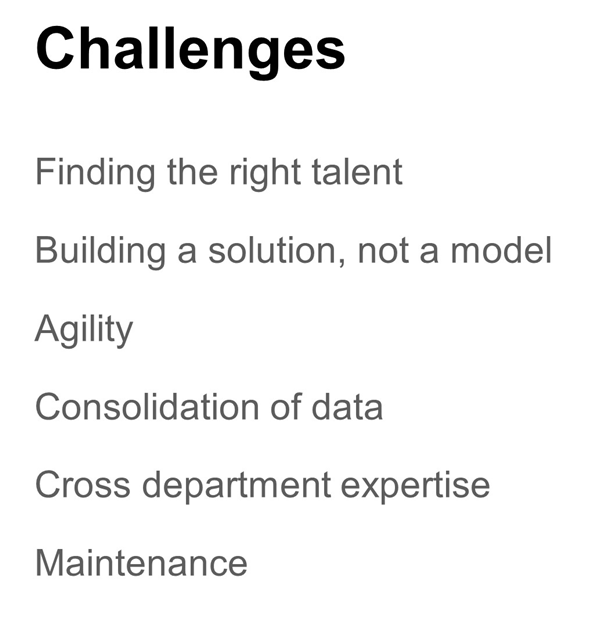 Challenges
Finding the right talent
Building a solution, not a model
Agility
Consolidation of data
Cross department expertise
Maintenance